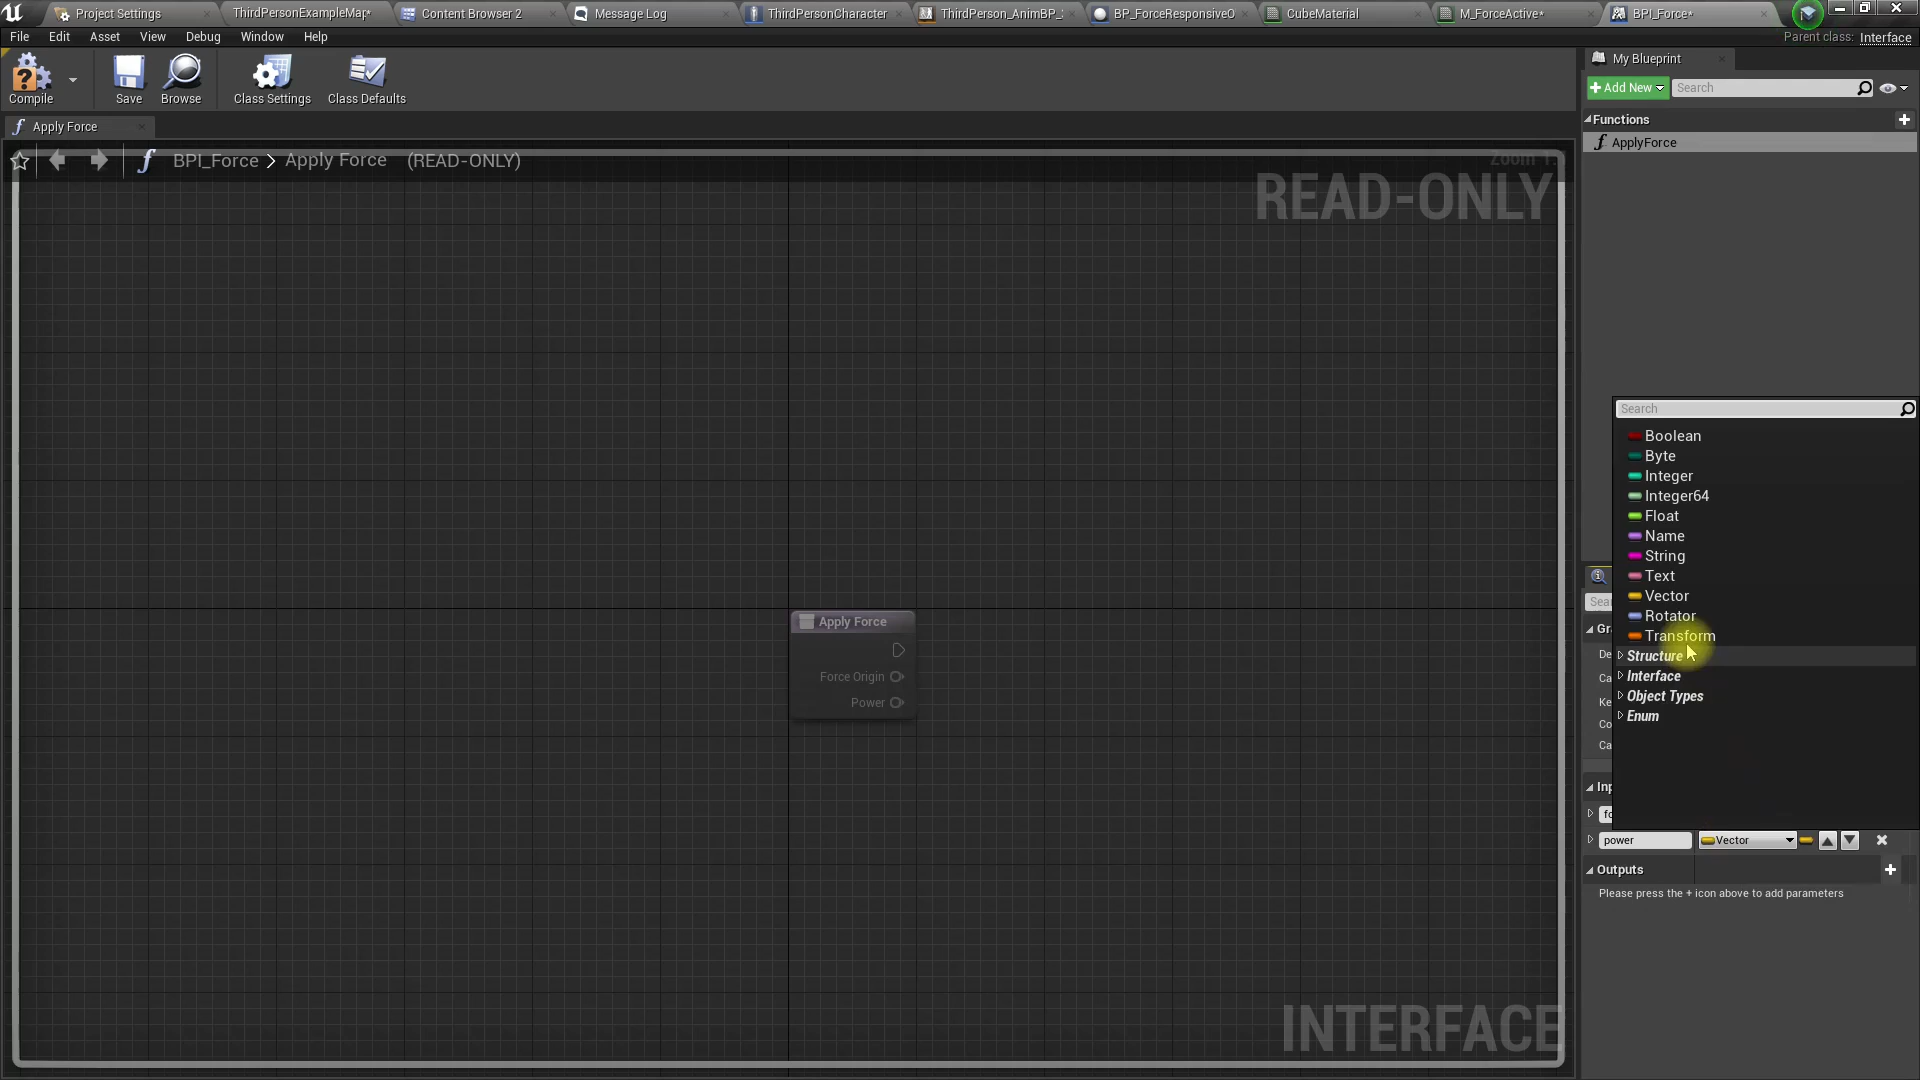 Project Settings
ThirdPersonExampleMap*
Content Browser 2
Message Log
ThirdPersonCharacter
ThirdPerson_AnimBP_
BP_ForceResponsiveO
CubeMaterial
M_ForceActive*
BPI_Force*
File Edit Asset View Debug Window Help
Parent class: Interface
Compile
Save
Browse
Class Settings
Class Defaults
My Blueprint
+ Add New
Search
Functions
ApplyForce
Apply Force
BPI_Force > Apply Force (READ-ONLY)
Zoom 1:
READ-ONLY
Search
Boolean
Byte
Integer
Integer64
Float
Name
String
Text
Vector
Rotator
Transform
Structure
Interface
Object Types
Enum
Apply Force
Force Origin
Power
Sear
Gr
De
Ca
Ke
Co
Ca
Inp
fo
power
Vector
Outputs
Please press the + icon above to add parameters
INTERFACE